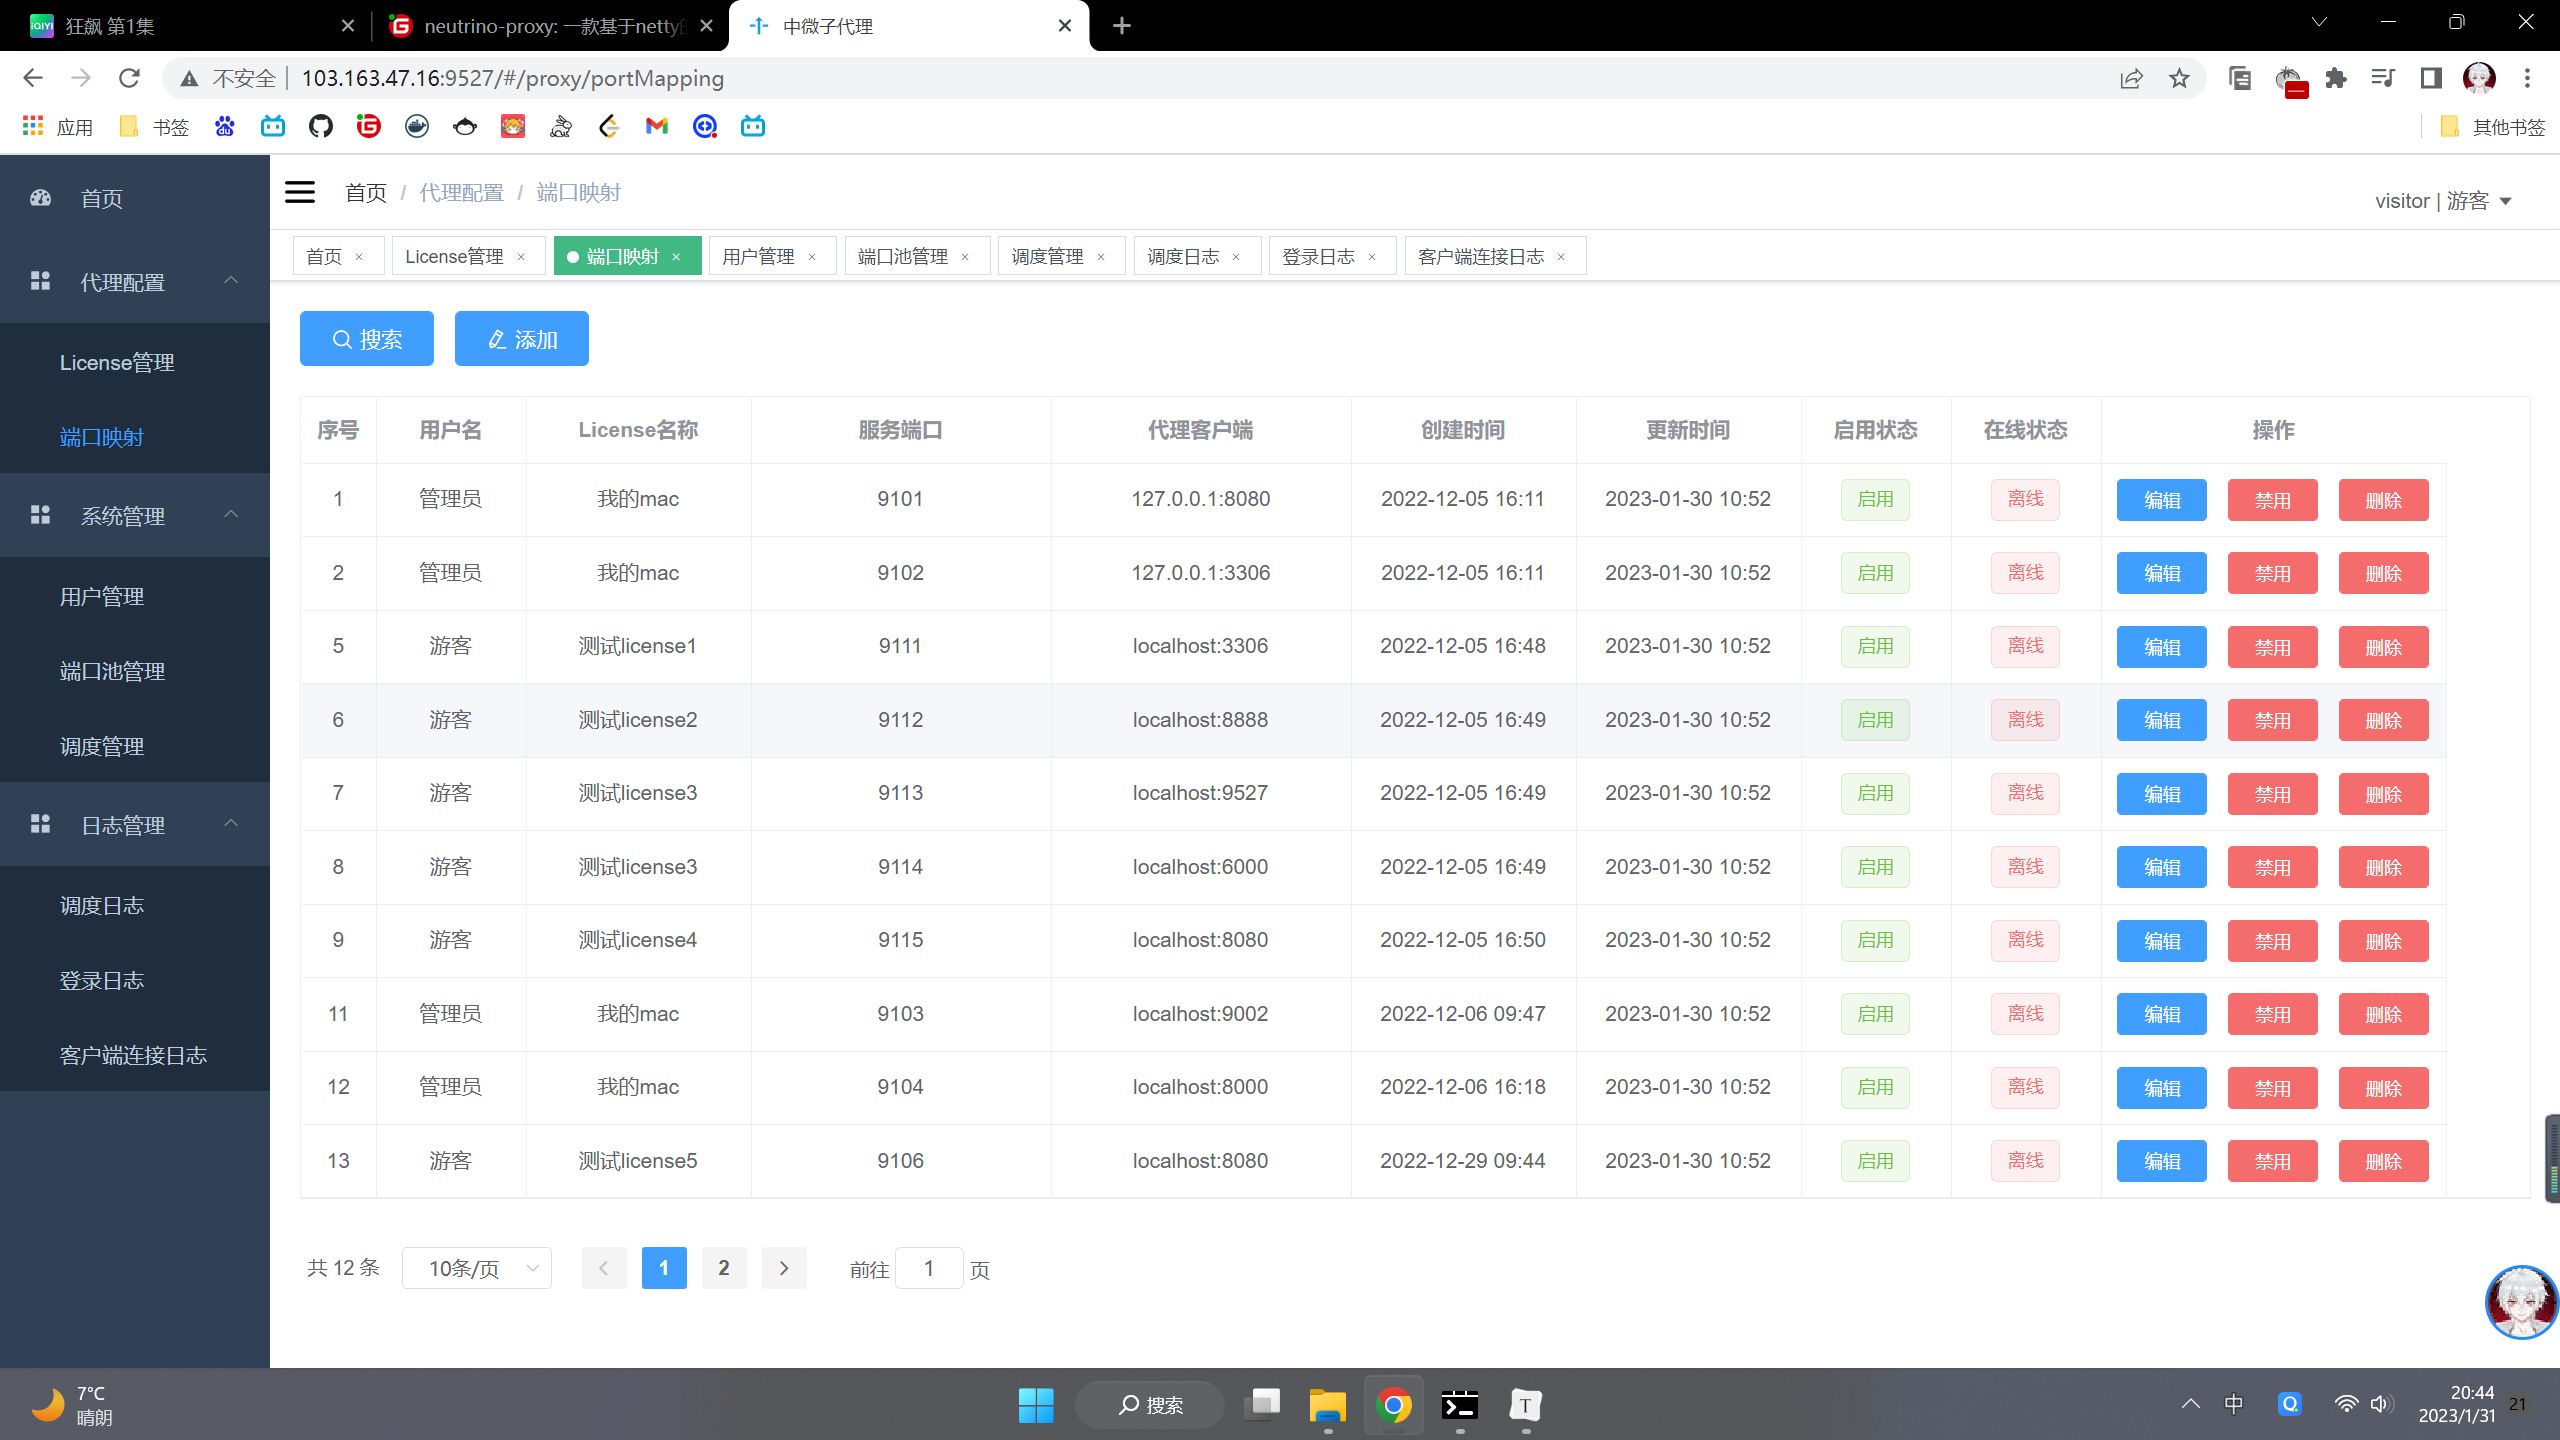 狂飙 第1集
neutrino-proxy: 一款基于netty
中微子代理
不安全 103.163.47.16:9527/#/proxy/portMapping
应用 书签 其他书签
首页
代理配置
License管理
端口映射
系统管理
用户管理
端口池管理
调度管理
日志管理
调度日志
登录日志
客户端连接日志
首页 / 代理配置 / 端口映射
visitor | 游客
首页 × License管理 × 端口映射 × 用户管理 × 端口池管理 × 调度管理 × 调度日志 × 登录日志 × 客户端连接日志 ×
搜索 添加
序号 用户名 License名称 服务端口 代理客户端 创建时间 更新时间 启用状态 在线状态 操作
1 管理员 我的mac 9101 127.0.0.1:8080 2022-12-05 16:11 2023-01-30 10:52 启用 离线 编辑 禁用 删除
2 管理员 我的mac 9102 127.0.0.1:3306 2022-12-05 16:11 2023-01-30 10:52 启用 离线 编辑 禁用 删除
5 游客 测试license1 9111 localhost:3306 2022-12-05 16:48 2023-01-30 10:52 启用 离线 编辑 禁用 删除
6 游客 测试license2 9112 localhost:8888 2022-12-05 16:49 2023-01-30 10:52 启用 离线 编辑 禁用 删除
7 游客 测试license3 9113 localhost:9527 2022-12-05 16:49 2023-01-30 10:52 启用 离线 编辑 禁用 删除
8 游客 测试license3 9114 localhost:6000 2022-12-05 16:49 2023-01-30 10:52 启用 离线 编辑 禁用 删除
9 游客 测试license4 9115 localhost:8080 2022-12-05 16:50 2023-01-30 10:52 启用 离线 编辑 禁用 删除
11 管理员 我的mac 9103 localhost:9002 2022-12-06 09:47 2023-01-30 10:52 启用 离线 编辑 禁用 删除
12 管理员 我的mac 9104 localhost:8000 2022-12-06 16:18 2023-01-30 10:52 启用 离线 编辑 禁用 删除
13 游客 测试license5 9106 localhost:8080 2022-12-29 09:44 2023-01-30 10:52 启用 离线 编辑 禁用 删除
共 12 条 10条/页 1 2 前往 1 页
7°C
晴朗
搜索
中
20:44
2023/1/31
21